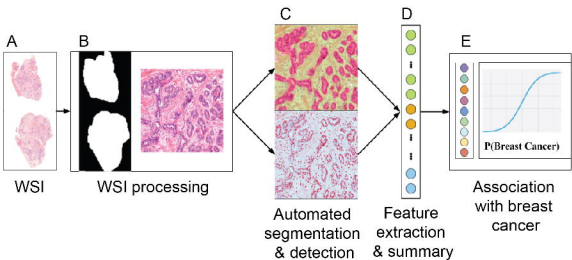 A
B
C
D
E
P(Breast Cancer)
WSI
WSI processing
Automated
segmentation
& detection
Feature
extraction
& summary
Association
with breast
cancer